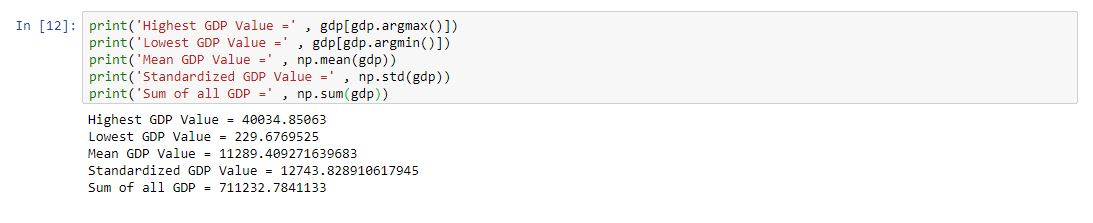 In [12]: print('Highest GDP Value =' , gdp[gdp.argmax()])
print('Lowest GDP Value =' , gdp[gdp.argmin()])
print('Mean GDP Value =' , np.mean(gdp))
print('Standardized GDP Value =' , np.std(gdp))
print('Sum of all GDP =' , np.sum(gdp))
Highest GDP Value = 40034.85063
Lowest GDP Value = 229.6769525
Mean GDP Value = 11289.409271639683
Standardized GDP Value = 12743.828910617945
Sum of all GDP = 711232.7841133